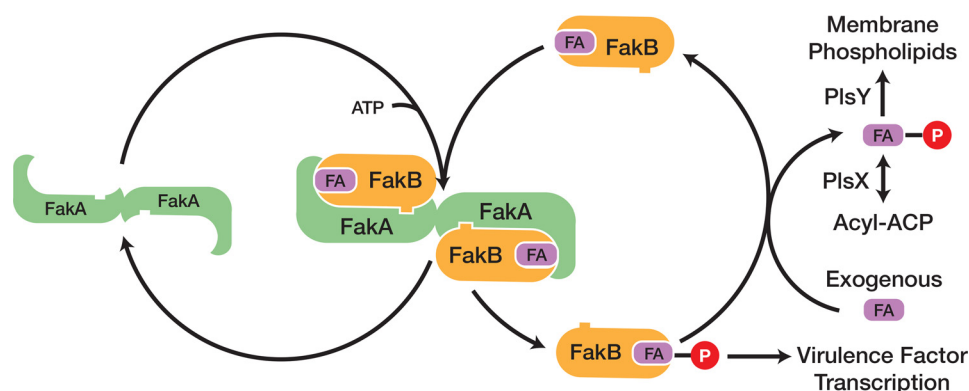 FA
FakB
Membrane
Phospholipids
PlsY
ATP
FA
P
FA
FakB
PlsX
FakA
FakA
FakA
FakA
Acyl-ACP
FakB
FA
Exogenous
FA
FakB
FA
P
Virulence Factor
Transcription